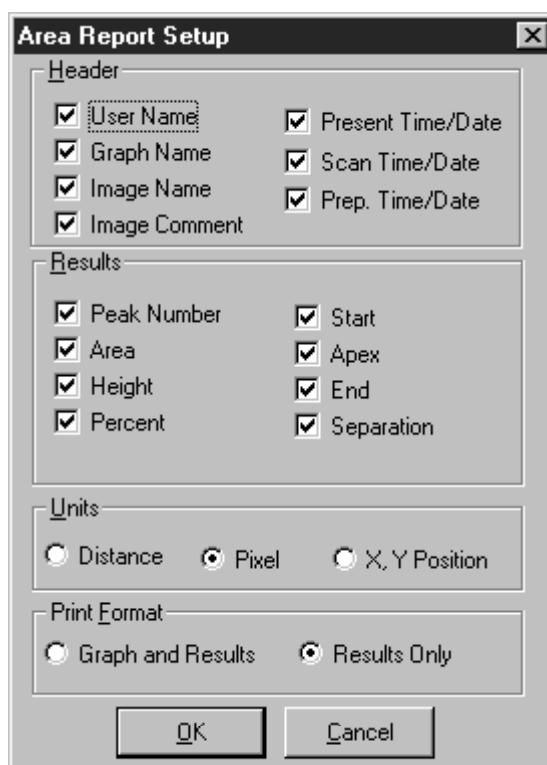 Area Report Setup
Header
User Name
Graph Name
Image Name
Image Comment
Present Time/Date
Scan Time/Date
Prep. Time/Date
Results
Peak Number
Area
Height
Percent
Start
Apex
End
Separation
Units
Distance
Pixel
X, Y Position
Print Format
Graph and Results
Results Only
OK
Cancel